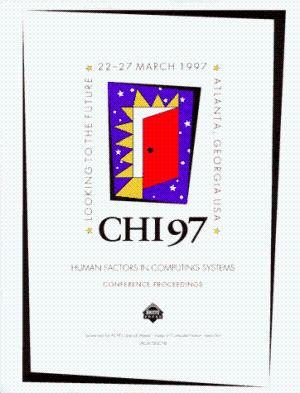 22-27 MARCH 1997
LOOKING TO THE FUTURE
ATLANTA, GEORGIA USA
CHI 97
HUMAN FACTORS IN COMPUTING SYSTEMS
CONFERENCE PROCEEDINGS
PRESS